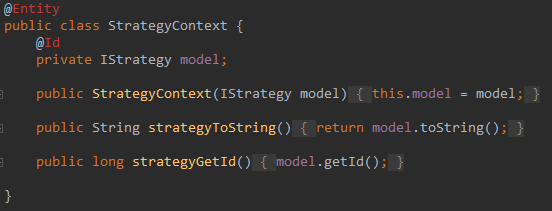 @Entity
public class StrategyContext {
@Id
private IStrategy model;
public StrategyContext(IStrategy model) { this.model = model; }
public String strategyToString() { return model.toString(); }
public long strategyGetId() { model.getId(); }
}